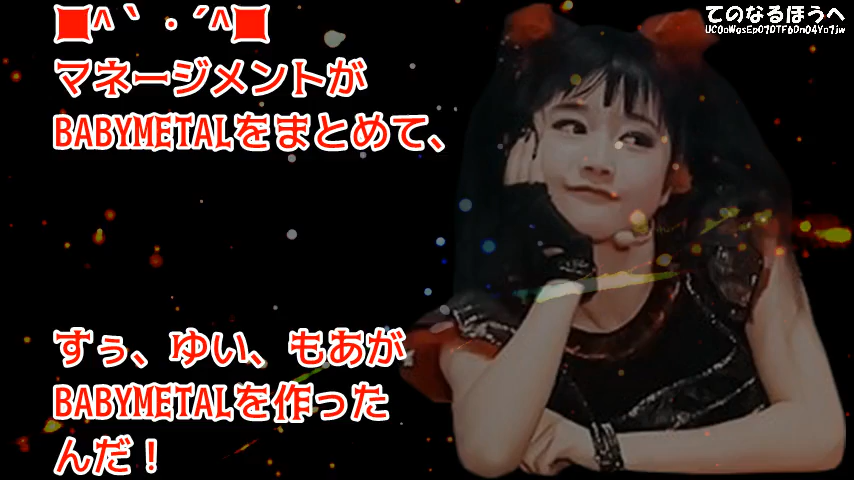 てのなるほうへ
■^｀・´^■
マネージメントが
BABYMETALをまとめて、
すぅ、ゆい、もあが
BABYMETALを作った
んだ！